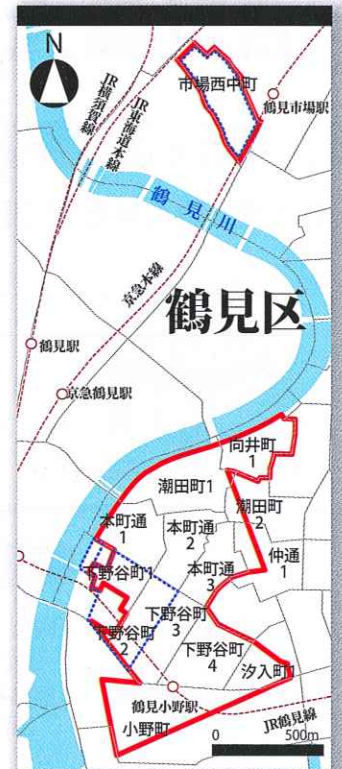 N
市場西中町
鶴見市場駅
JR横須賀線
JR東海道本線
鶴見川
京急本線
鶴見区
鶴見駅
京急鶴見駅
向井町
1
潮田町1
潮田町
2
本町通
1
本町通
2
仲通
1
下野谷町1
本町通
3
下野谷町
3
下野谷町
2
下野谷町
4
汐入町1
鶴見小野駅
小野町
JR鶴見線
0 500m